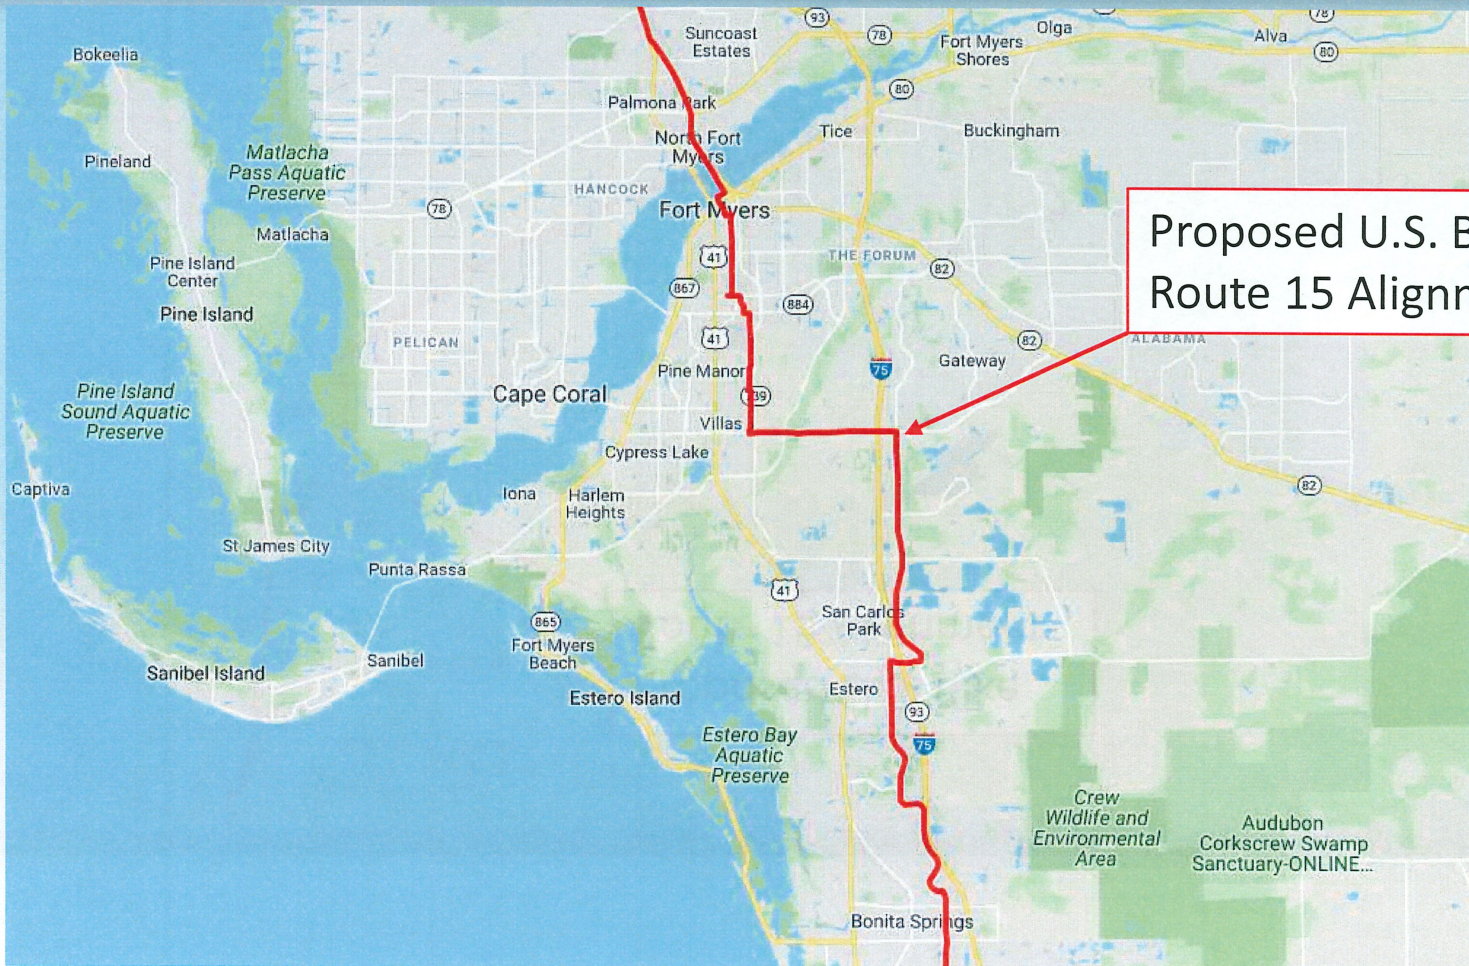 93
78
Suncoast
Estates
78
Olga
Fort Myers
Shores
Alva
80
Bokeelia
80
Palmona Park
Tice
Buckingham
North Fort
Myers
Pineland
Matlacha
Pass Aquatic
Preserve
HANCOCK
78
Fort Myers
Matlacha
Proposed U.S. B
Route 15 Alignm
41
THE FORUM
82
Pine Island
Center
867
884
Pine Island
41
82
ALABAMA
PELICAN
Gateway
75
Pine Manor
Cape Coral
739
Pine Island
Sound Aquatic
Preserve
Villas
Cypress Lake
Captiva
Iona
Harlem
Heights
82
St James City
Punta Rassa
41
San Carlos
Park
865
Fort Myers
Beach
Sanibel
Sanibel Island
Estero Island
Estero
93
75
Estero Bay
Aquatic
Preserve
Crew
Wildlife and
Environmental
Area
Audubon
Corkscrew Swamp
Sanctuary-ONLINE...
Bonita Springs